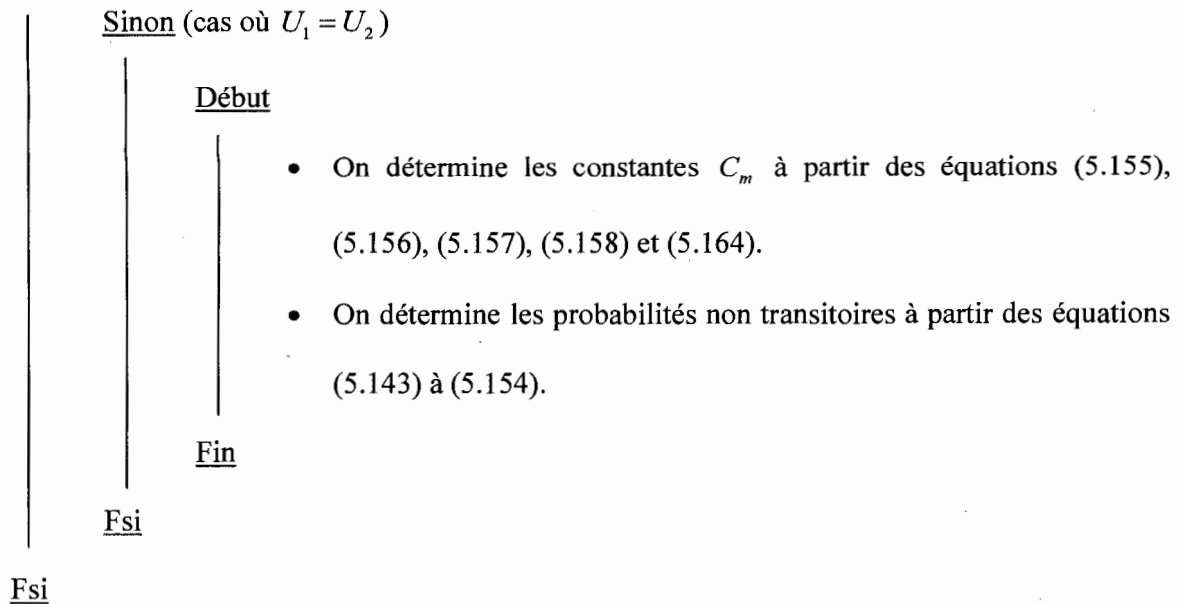 Sinon (cas où U₁ = U₂)
Début
• On détermine les constantes Cₘ à partir des équations (5.155),
(5.156), (5.157), (5.158) et (5.164).
• On détermine les probabilités non transitoires à partir des équations
(5.143) à (5.154).
Fin
Fsi
Fsi